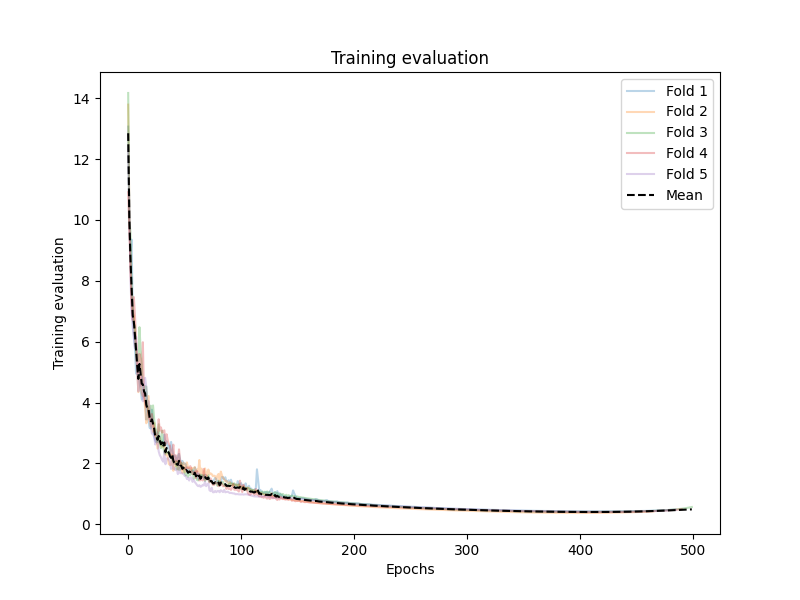 Training evaluation
Fold 1
Fold 2
Fold 3
Fold 4
Fold 5
Mean
Training evaluation
14
12
10
8
6
4
2
0
0 100 200 300 400 500
Epochs